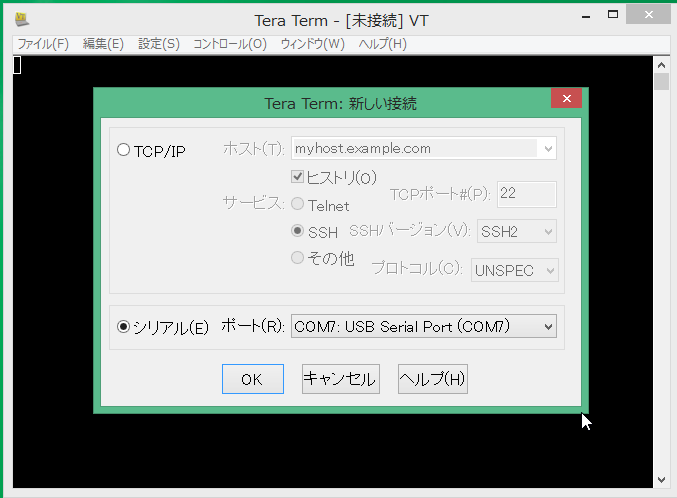 Tera Term - [未接続] VT
ファイル(F) 編集(E) 設定(S) コントロール(O) ウィンドウ(W) ヘルプ(H)
Tera Term: 新しい接続
TCP/IP ホスト(T): myhost.example.com
ヒストリ(O)
サービス: Telnet TCPポート#(P): 22
SSH SSHバージョン(V): SSH2
その他 プロトコル(C): UNSPEC
シリアル(E) ポート(R): COM7: USB Serial Port (COM7)
OK キャンセル ヘルプ(H)